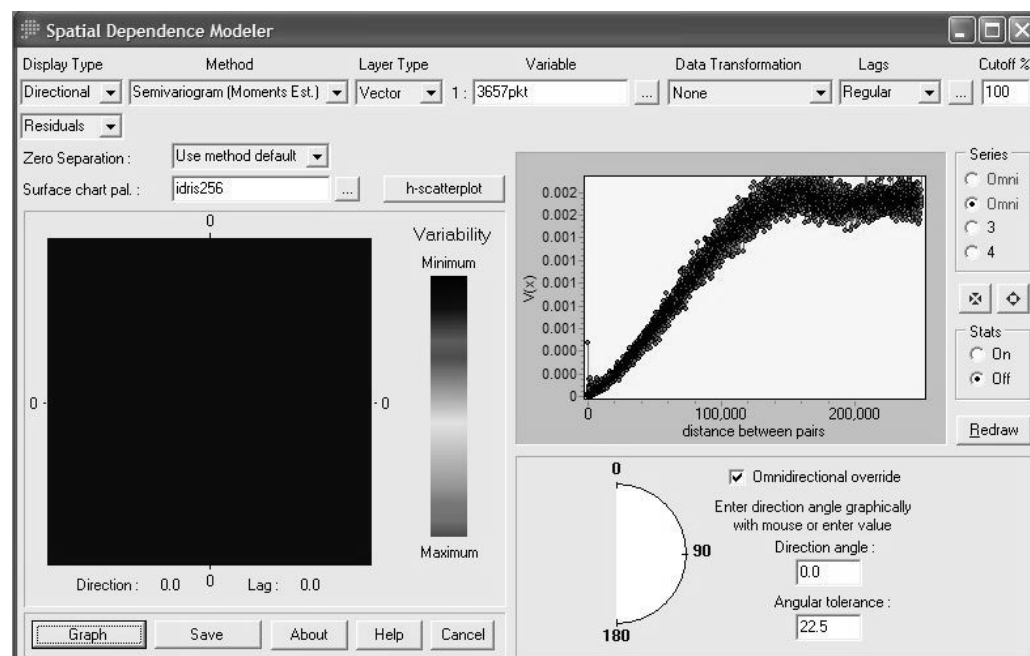 Spatial Dependence Modeler
Display Type Method Layer Type Variable Data Transformation Lags Cutoff %
Directional Semivariogram (Moments Est.) Vector 1 : 3657pkt ... None Regular ... 100
Residuals
Zero Separation : Use method default
Surface chart pal. : idris256 ... h-scatterplot
0
Variability
Minimum
0 - - 0
Maximum
Direction : 0.0 0 Lag : 0.0
Graph Save About Help Cancel
0.002
0.002
0.001
0.001
0.001
0.001
0.001
0.000
0.000
0
V(x)
0 100,000 200,000
distance between pairs
Series
Omni
Omni
3
4
Stats
On
Off
Redraw
0
Omnidirectional override
Enter direction angle graphically
with mouse or enter value
90
Direction angle :
0.0
Angular tolerance :
22.5
180